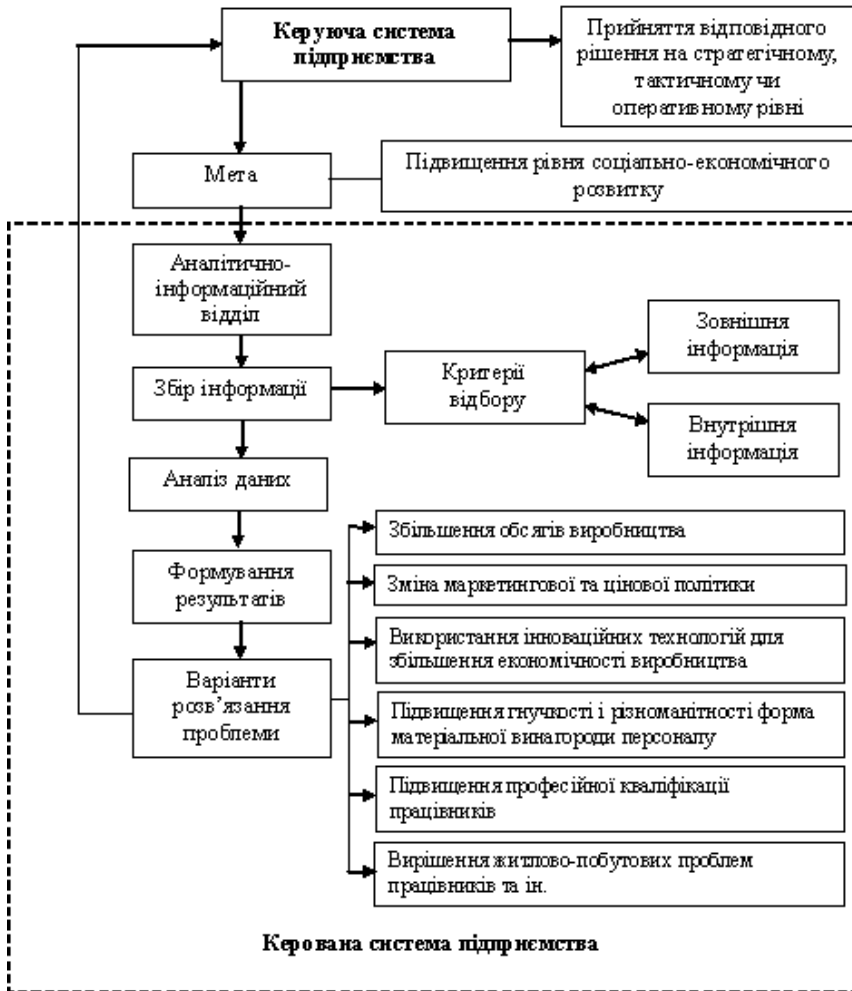 Керуюча система
підприємства
Прийняття відповідного
рішення на стратегічному,
тактичному чи
оперативному рівні
Мета
Підвищення рівня соціально-економічного
розвитку
Аналітично-
інформаційний
відділ
Збір інформації
Критерії
відбору
Зовнішня
інформація
Внутрішня
інформація
Аналіз даних
Формування
результатів
Варіанти
розв’язання
проблеми
Збільшення обсягів виробництва
Зміна маркетингової та цінової політики
Використання інноваційних технологій для
збільшення економічності виробництва
Підвищення гнучкості і різноманітності форма
матеріальної винагороди персоналу
Підвищення професійної кваліфікації
працівників
Вирішення житлово-побутових проблем
працівників та ін.
Керована система підприємства